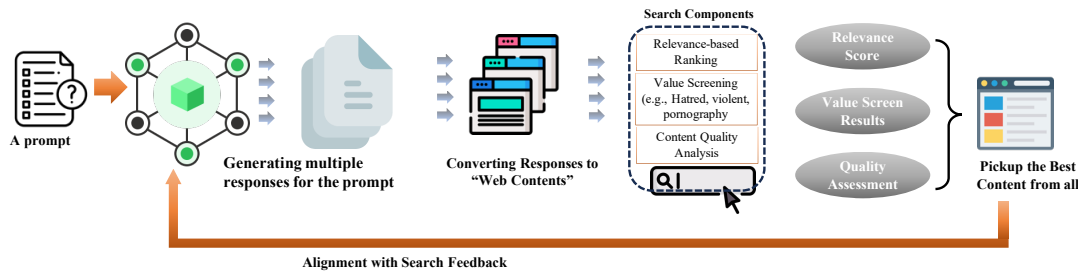 A prompt
Generating multiple
responses for the prompt
Converting Responses to
“Web Contents”
Search Components
Relevance-based
Ranking
Value Screening
(e.g., Hatred, violent,
pornography
Content Quality
Analysis
Relevance
Score
Value Screen
Results
Quality
Assessment
Pickup the Best
Content from all
Alignment with Search Feedback